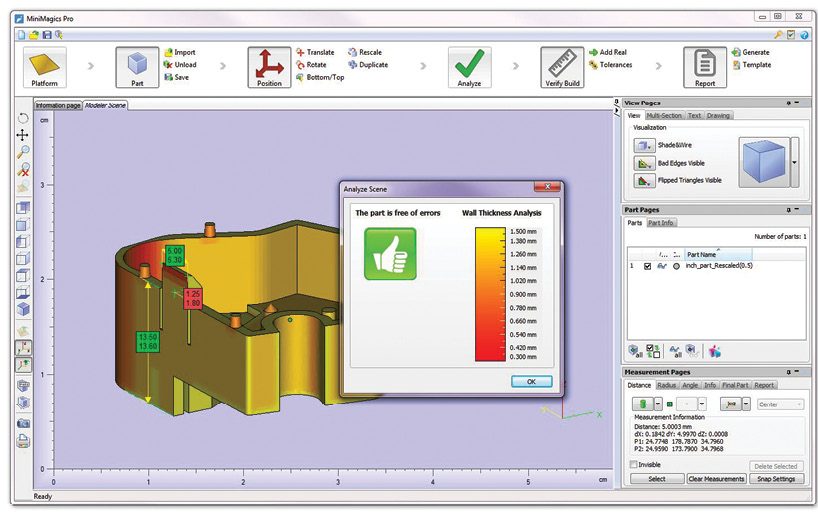 MiniMagics Pro
Platform
Part
Import
Unload
Save
Position
Translate
Rotate
Bottom/Top
Rescale
Duplicate
Analyze
Verify Build
Add Real
Tolerances
Report
Generate
Template
Information page
Modeler Scene
cm
3
2
1
0
0
1
2
3
5
cm
5.00
5.30
1.25
1.80
13.50
13.60
x
Analyze Scene
The part is free of errors
Wall Thickness Analysis
1.500 mm
1.380 mm
1.260 mm
1.140 mm
1.020 mm
0.900 mm
0.780 mm
0.660 mm
0.540 mm
0.420 mm
0.300 mm
OK
View Pages
View
Multi-Section
Text
Drawing
Visualization
Shade&Wire
Bad Edges Visible
Flipped Triangles Visible
Part Pages
Parts
Part Info
Number of parts: 1
Part Name
1
inch_part_Rescaled(0.5)
all
all
Measurement Pages
Distance
Radius
Angle
Info
Final Part
Report
Center
Measurement Information
Distance: 5.0003 mm
dX: 0.1842 dY: 4.9970 dZ: 0.0008
P1: 24.7748 178.7870 34.7960
P2: 24.9590 173.7900 34.7968
Invisible
Delete Selected
Select
Clear Measurements
Snap Settings
Ready